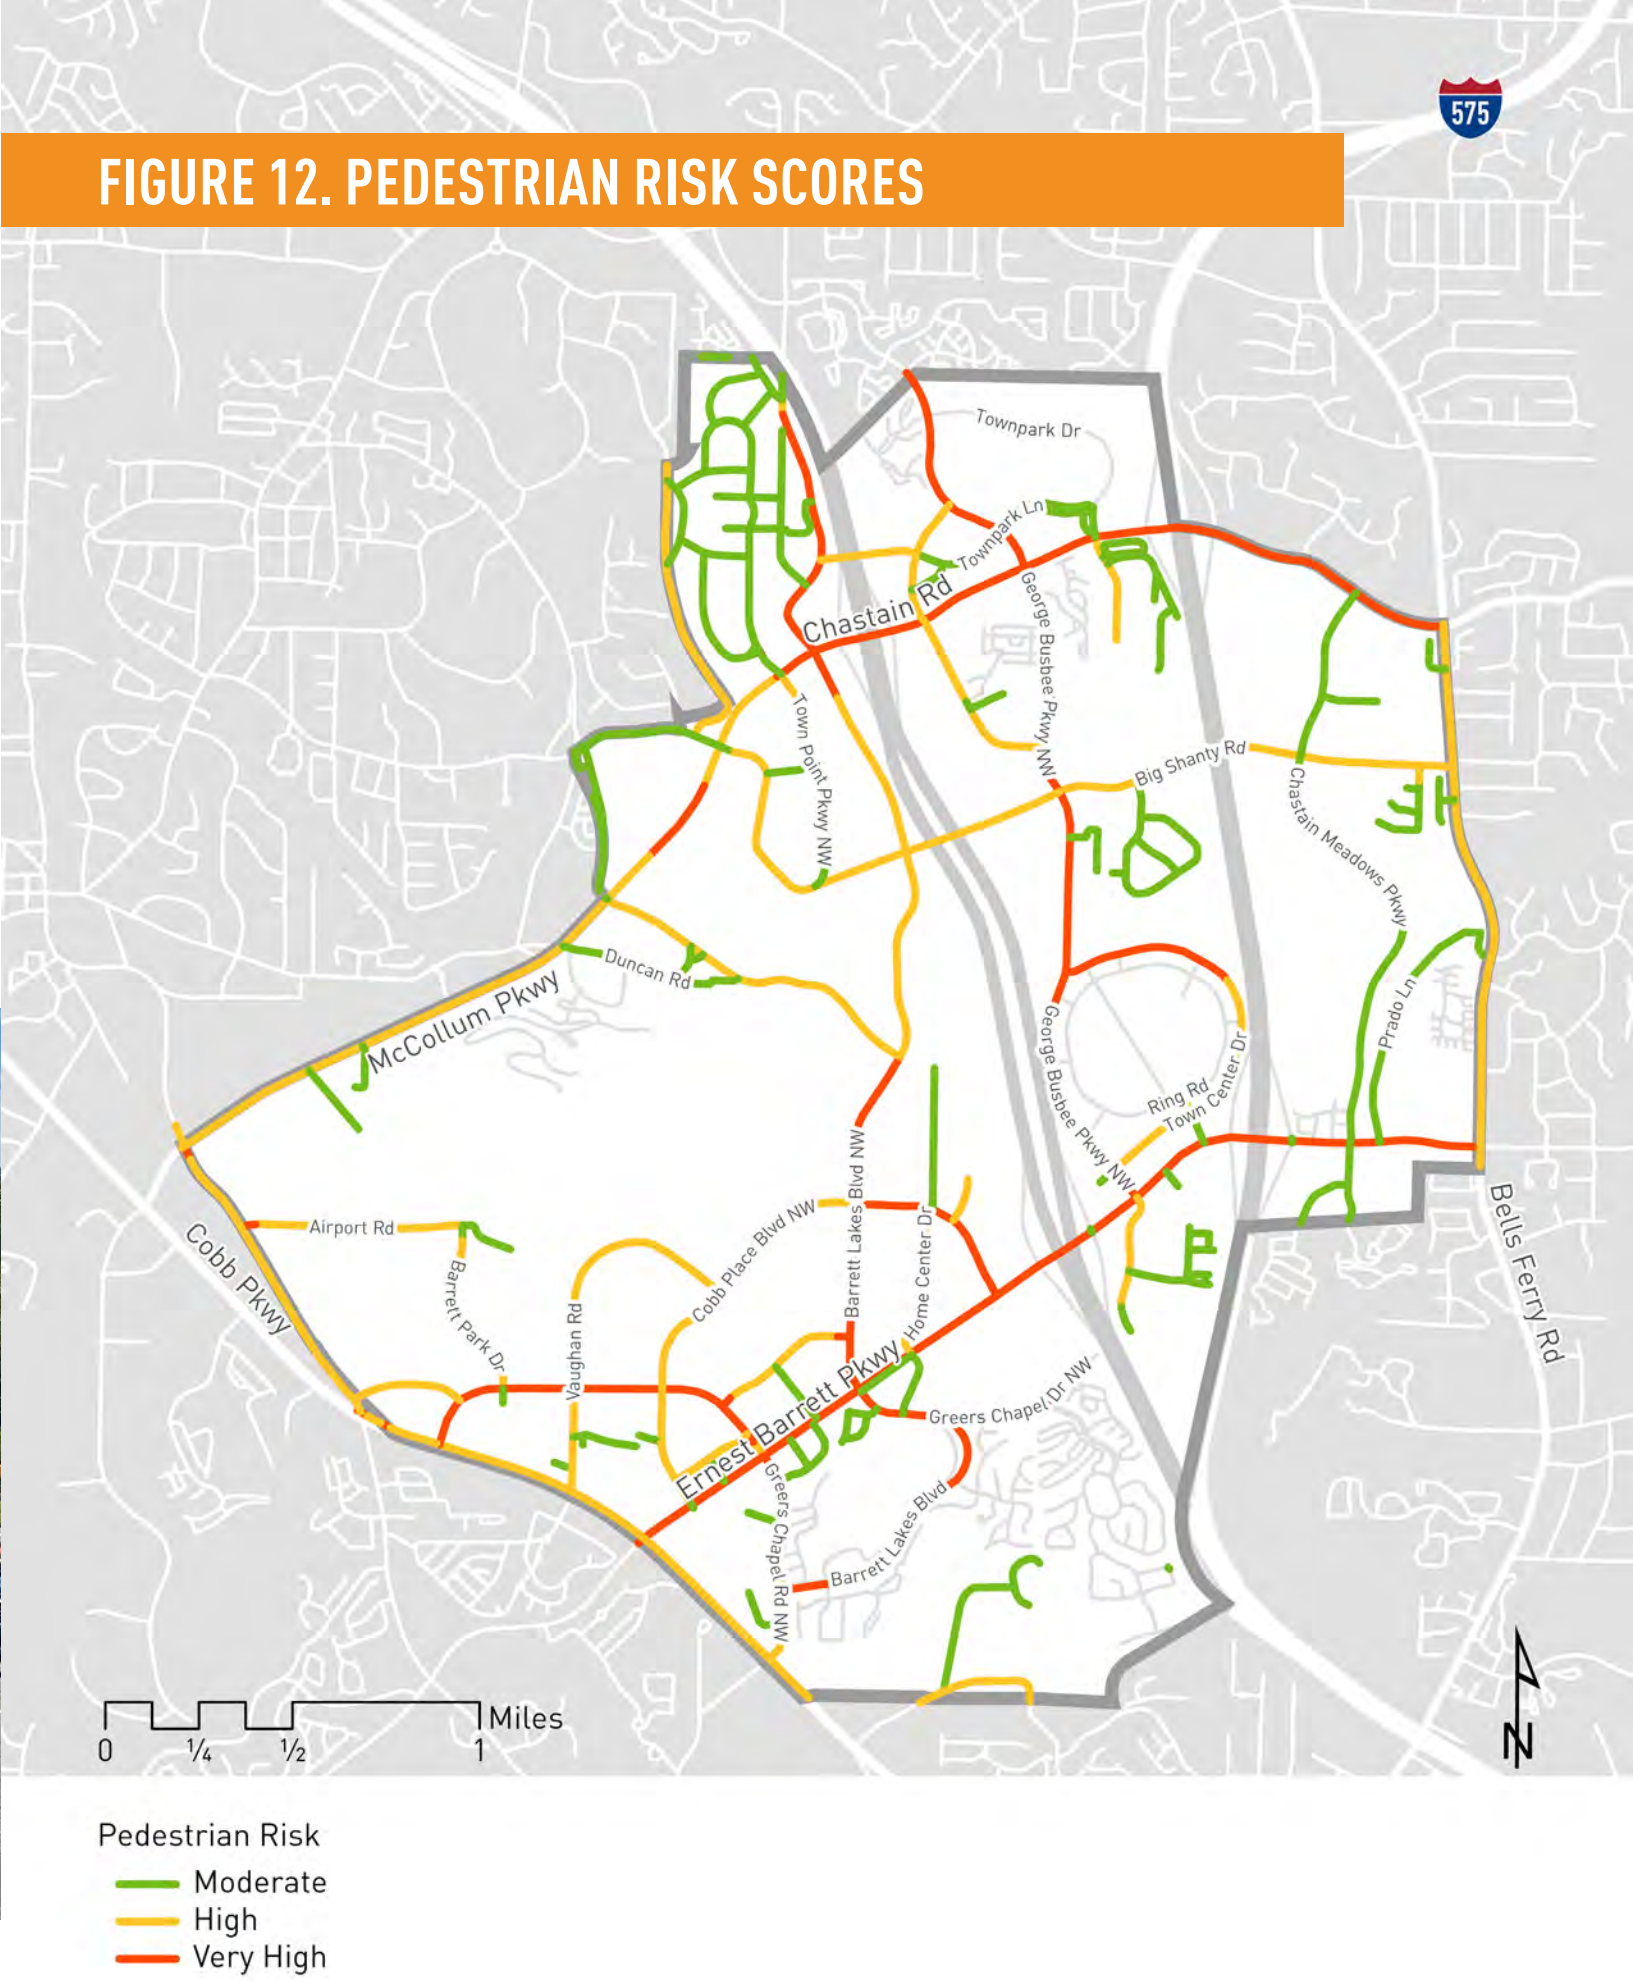 575
FIGURE 12. PEDESTRIAN RISK SCORES
Townpark Dr
Townpark Ln
Chastain Rd
George Busbee Pkwy NW
Town Point Pkwy NW
Big Shanty Rd
Chastain Meadows Pkwy
Duncan Rd
McCollum Pkwy
Prado Ln
George Busbee Pkwy NW
Ring Rd
Town Center Dr
Barrett Lakes Blvd NW
Cobb Place Blvd NW
Home Center Dr
Airport Rd
Cobb Pkwy
Barrett Park Dr
Vaughan Rd
Bells Ferry Rd
Ernest Barrett Pkwy
Greers Chapel Dr NW
Greers Chapel Rd NW
Barrett Lakes Blvd
Miles
0 ¼ ½ 1
N
Pedestrian Risk
Moderate
High
Very High